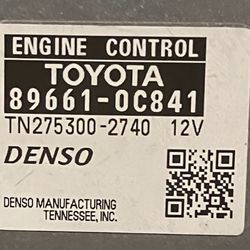 ENGINE CONTROL
TOYOTA
89661-0C841
TN275300-2740 12V
DENSO
DENSO MANUFACTURING
TENNESSEE, INC.